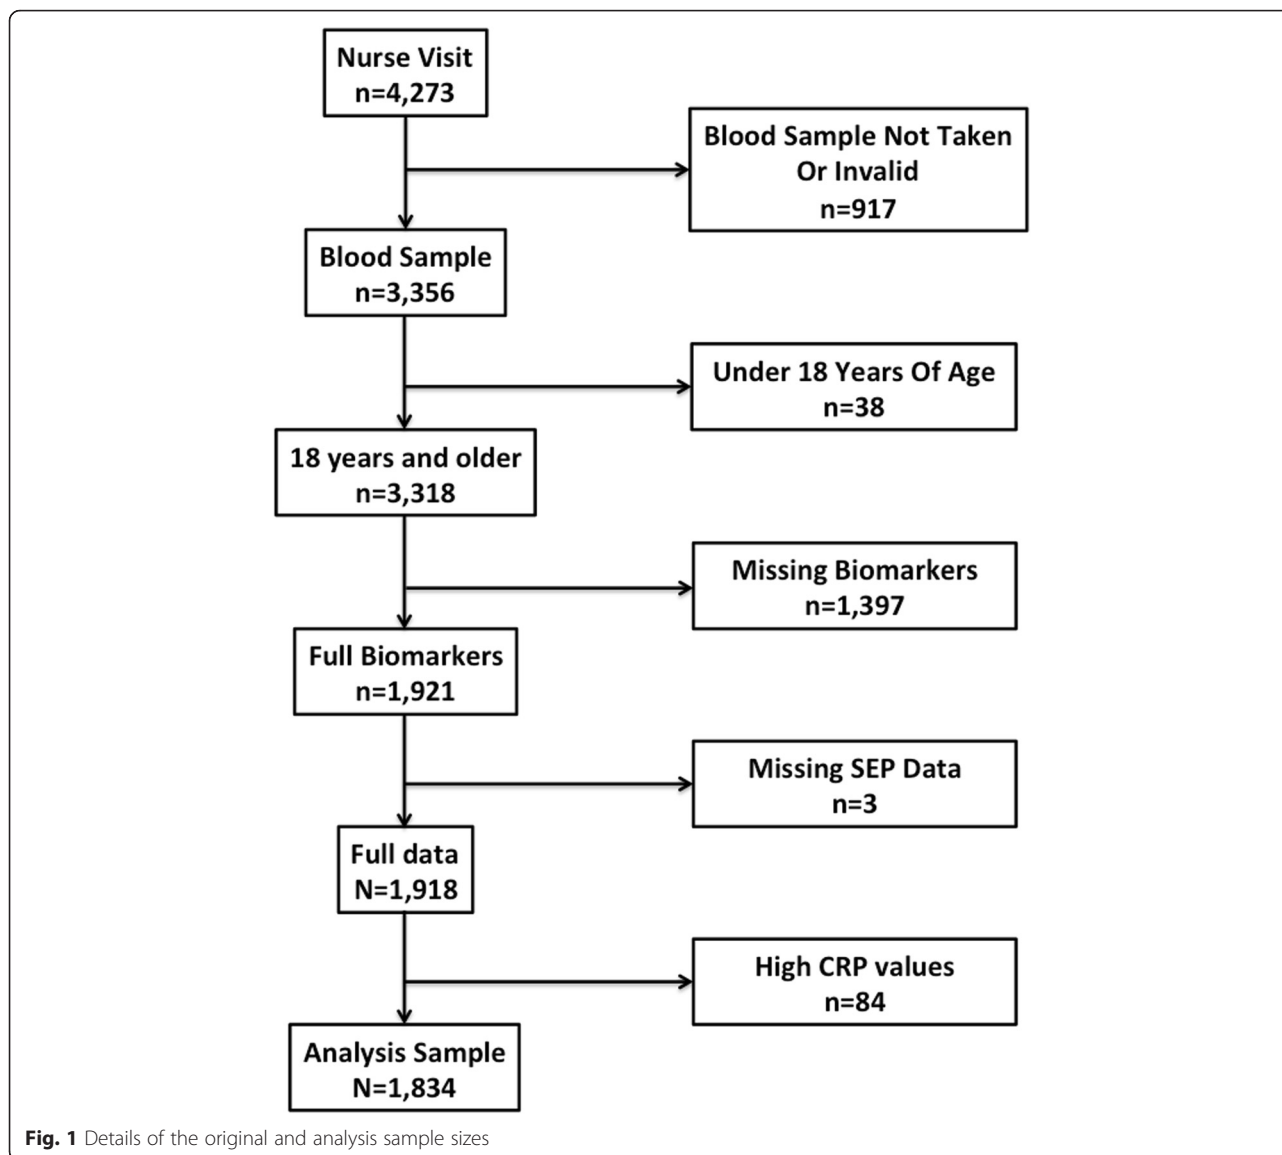 Nurse Visit
n=4,273
Blood Sample Not Taken
Or Invalid
n=917
Blood Sample
n=3,356
Under 18 Years Of Age
n=38
18 years and older
n=3,318
Missing Biomarkers
n=1,397
Full Biomarkers
n=1,921
Missing SEP Data
n=3
Full data
N=1,918
High CRP values
n=84
Analysis Sample
N=1,834
Fig. 1 Details of the original and analysis sample sizes